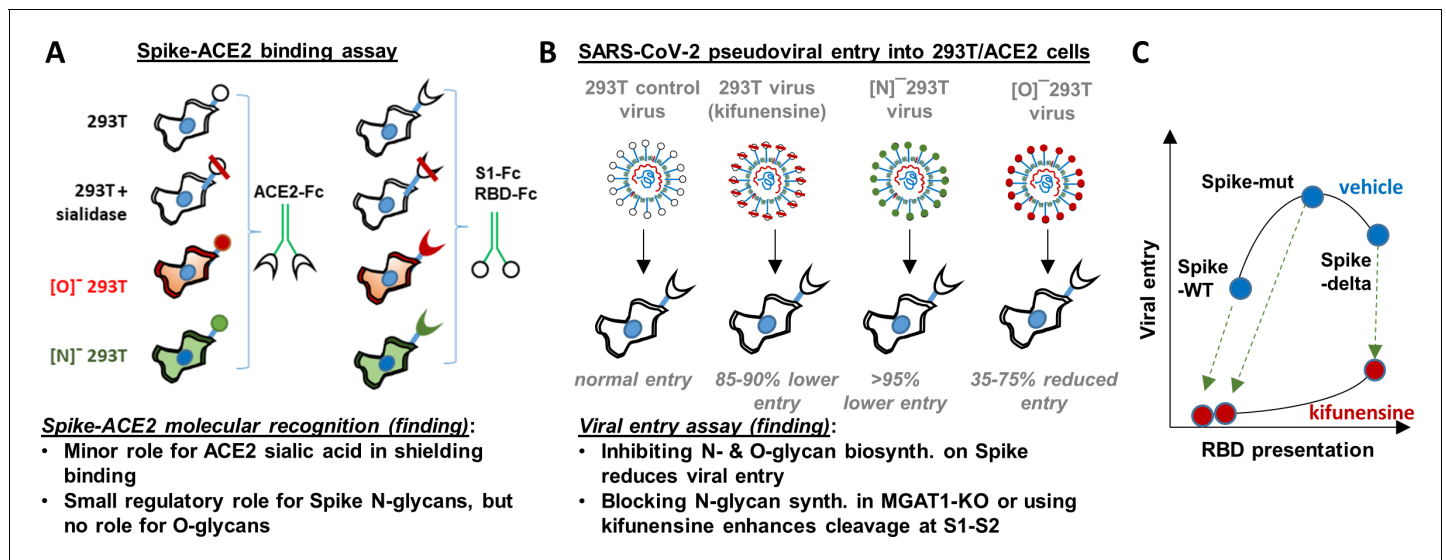 A
Spike-ACE2 binding assay
293T
293T+
sialidase
[O]¯ 293T
[N]¯ 293T
ACE2-Fc
S1-Fc
RBD-Fc
Spike-ACE2 molecular recognition (finding):
• Minor role for ACE2 sialic acid in shielding
binding
• Small regulatory role for Spike N-glycans, but
no role for O-glycans
B
SARS-CoV-2 pseudoviral entry into 293T/ACE2 cells
293T control
virus
293T virus
(kifunensine)
[N]¯293T
virus
[O]¯293T
virus
normal entry
85-90% lower
entry
>95%
lower entry
35-75% reduced
entry
Viral entry assay (finding):
• Inhibiting N- & O-glycan biosynth. on Spike
reduces viral entry
• Blocking N-glycan synth. in MGAT1-KO or using
kifunensine enhances cleavage at S1-S2
C
Viral entry
Spike-mut
vehicle
Spike
-WT
Spike
-delta
kifunensine
RBD presentation